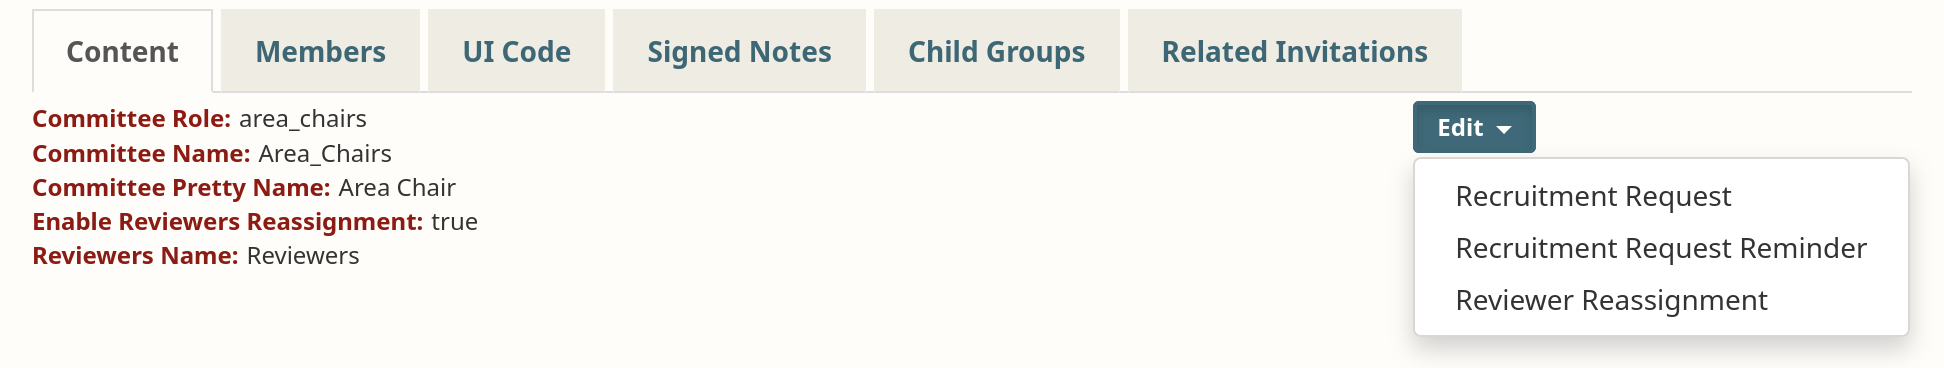 Content Members UI Code Signed Notes Child Groups Related Invitations
Committee Role: area_chairs
Committee Name: Area_Chairs
Committee Pretty Name: Area Chair
Enable Reviewers Reassignment: true
Reviewers Name: Reviewers
Edit
Recruitment Request
Recruitment Request Reminder
Reviewer Reassignment